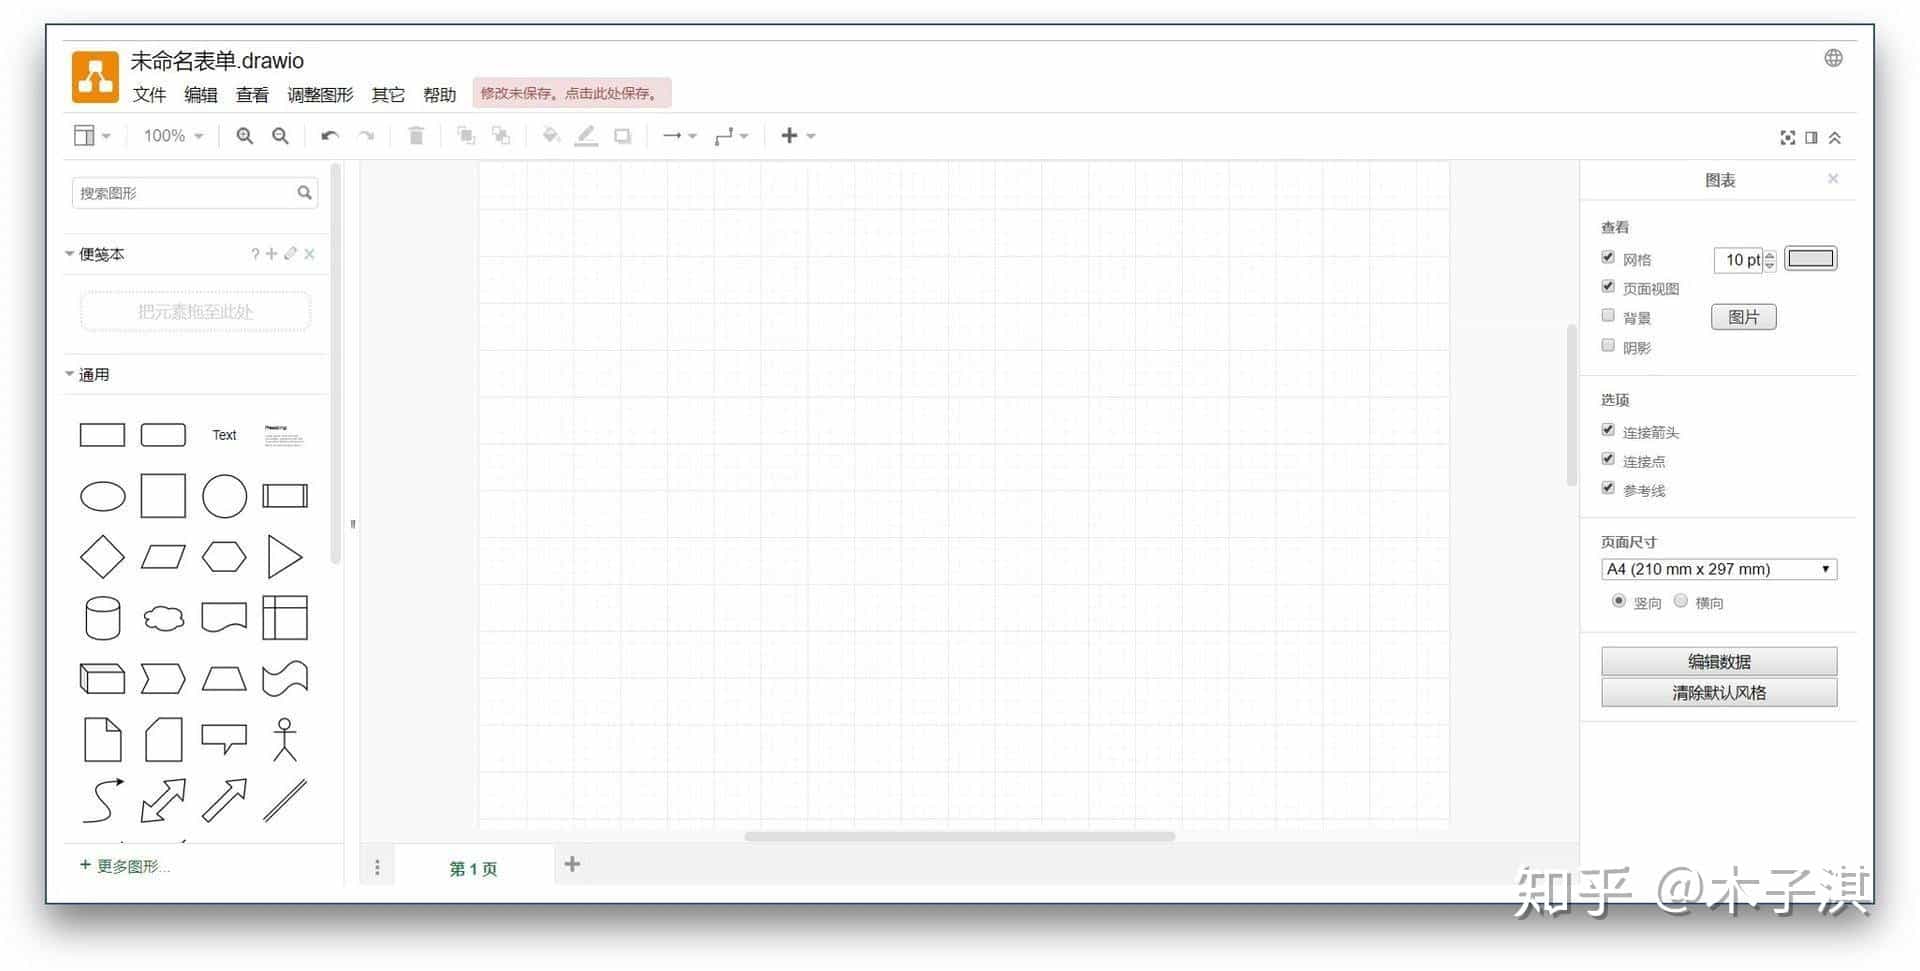 未命名表单.drawio
文件 编辑 查看 调整图形 其它 帮助 修改未保存。点击此处保存。
100%
搜索图形
便笺本 ?
把元素拖至此处
通用
Text
Heading
+ 更多图形...
第 1 页
图表
查看
网格 10 pt
页面视图
背景 图片
阴影
选项
连接箭头
连接点
参考线
页面尺寸
A4 (210 mm x 297 mm)
竖向 横向
编辑数据
清除默认风格
知乎 @木子淇